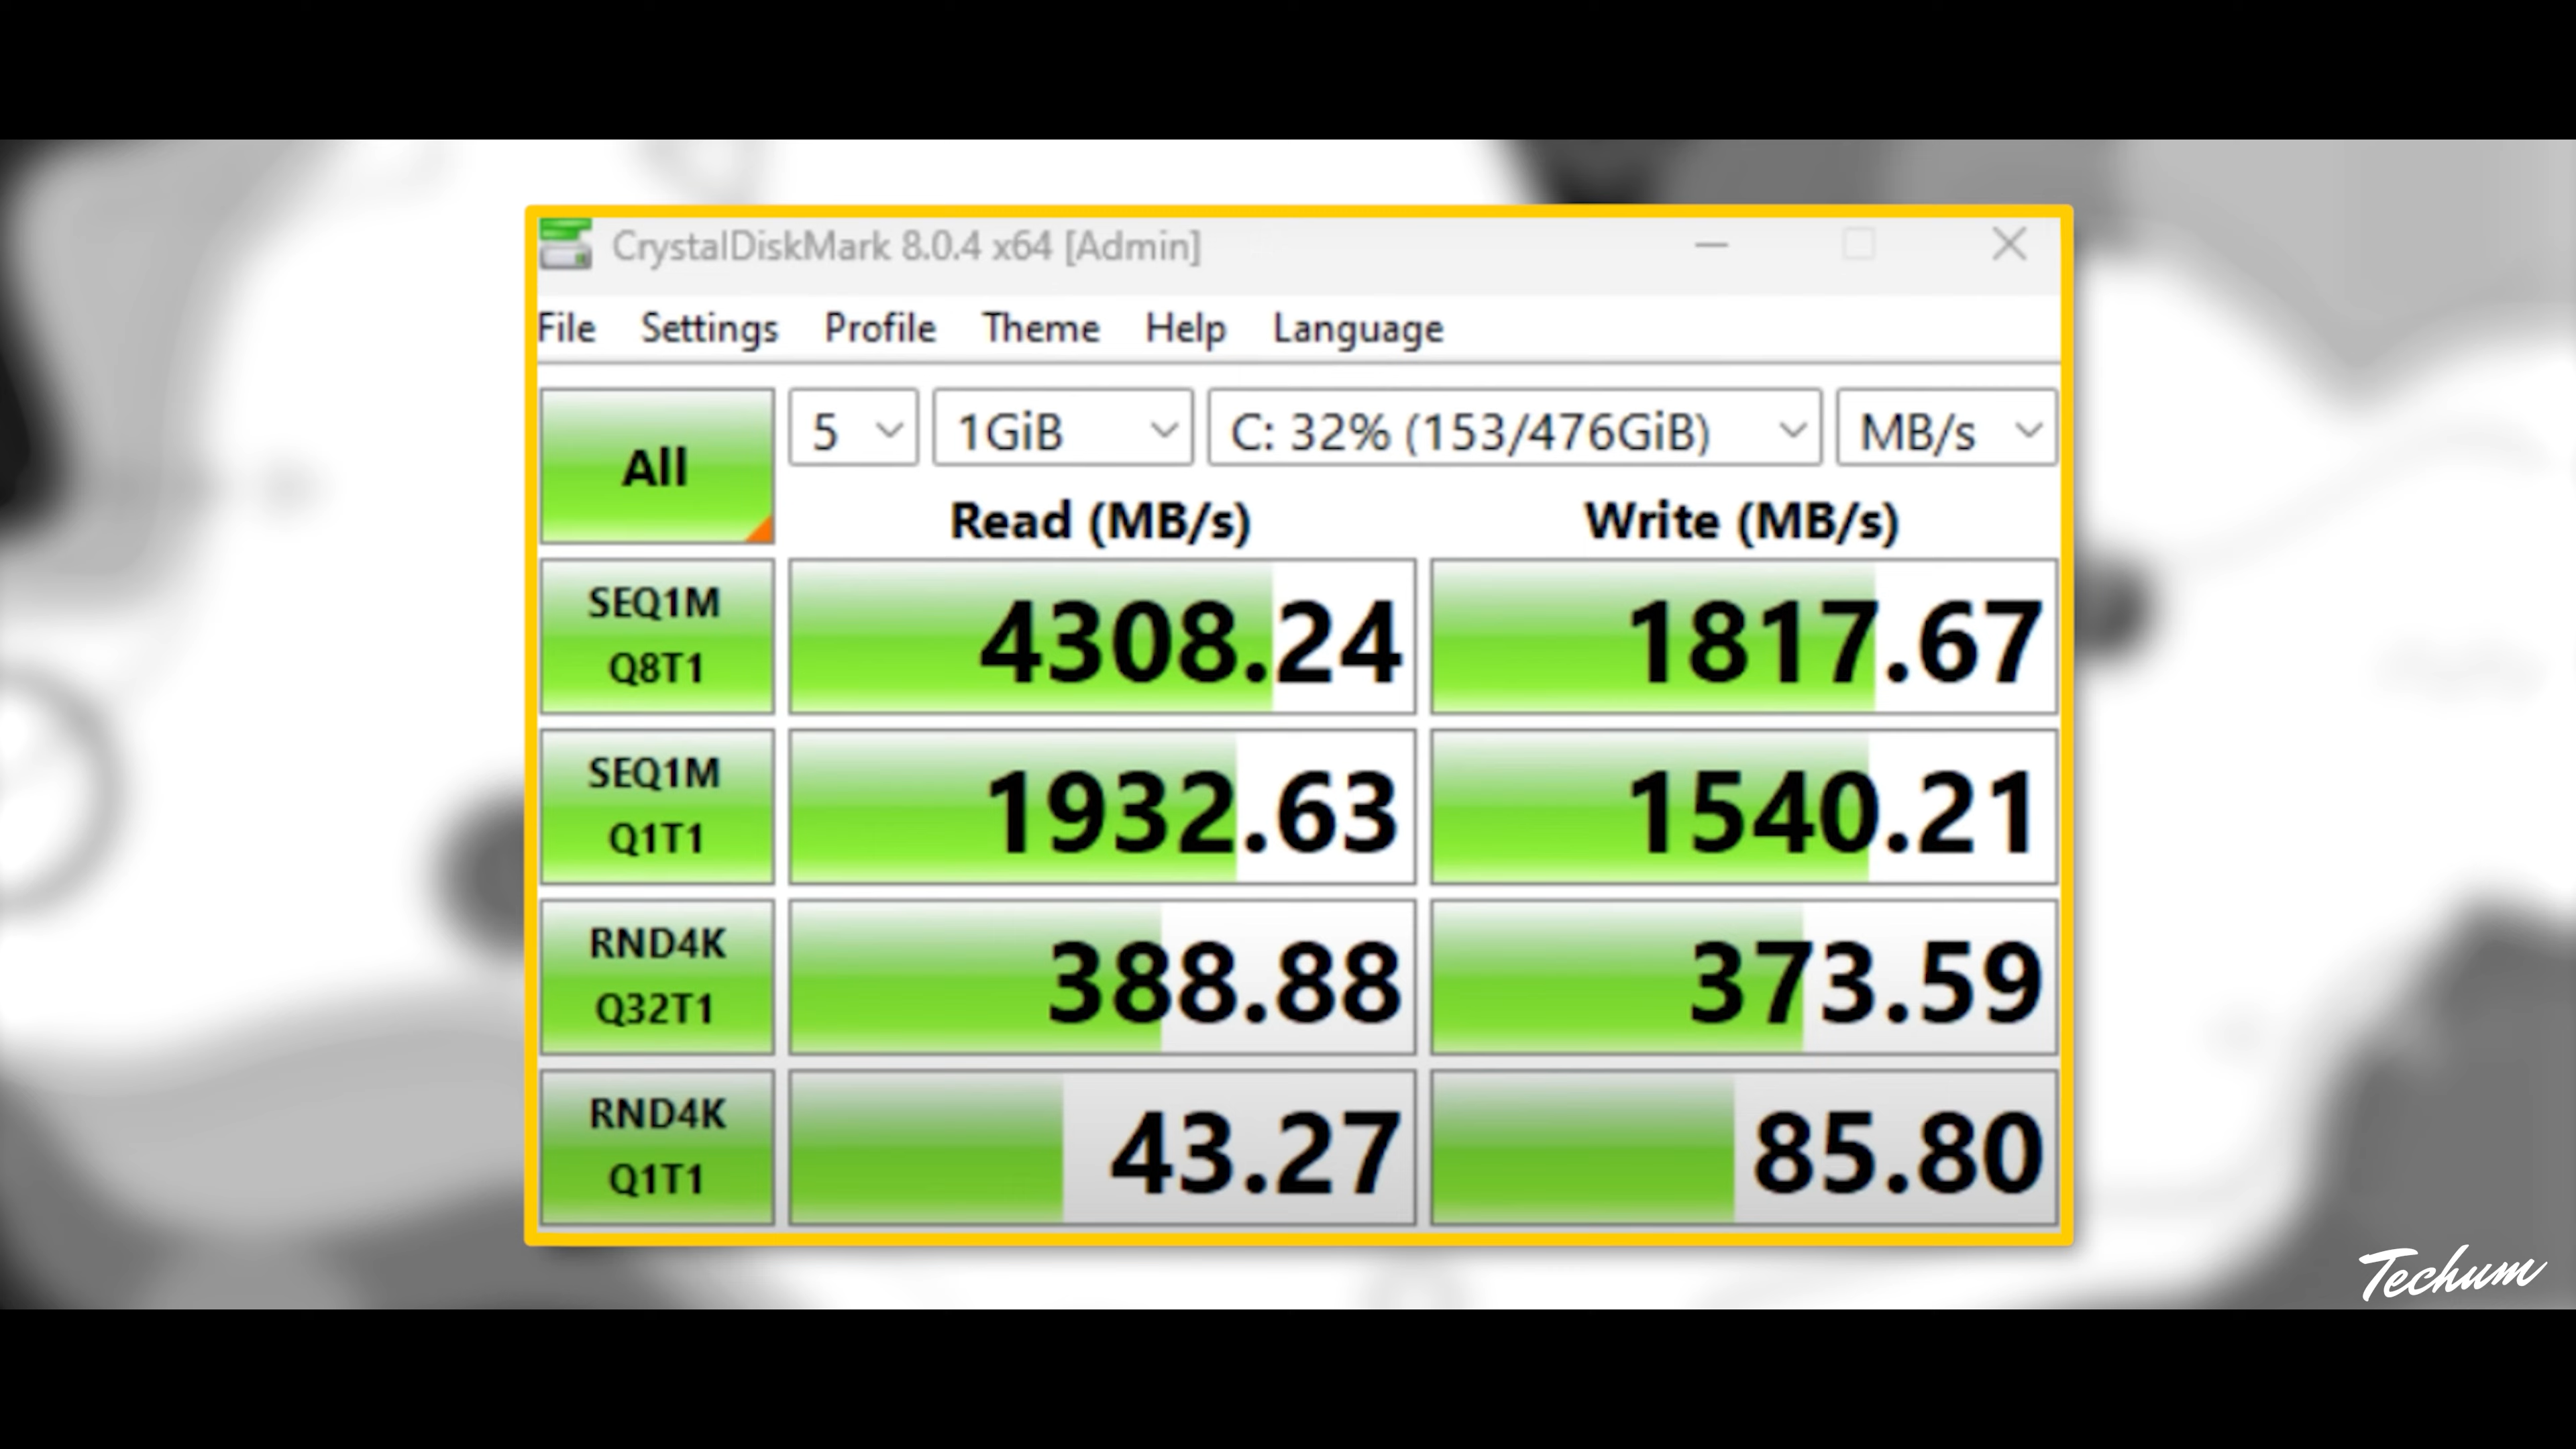 CrystalDiskMark 8.0.4 x64 [Admin]
File Settings Profile Theme Help Language
All 5 1GiB C: 32% (153/476GiB) MB/s
Read (MB/s) Write (MB/s)
SEQ1M Q8T1 4308.24 1817.67
SEQ1M Q1T1 1932.63 1540.21
RND4K Q32T1 388.88 373.59
RND4K Q1T1 43.27 85.80
Techum